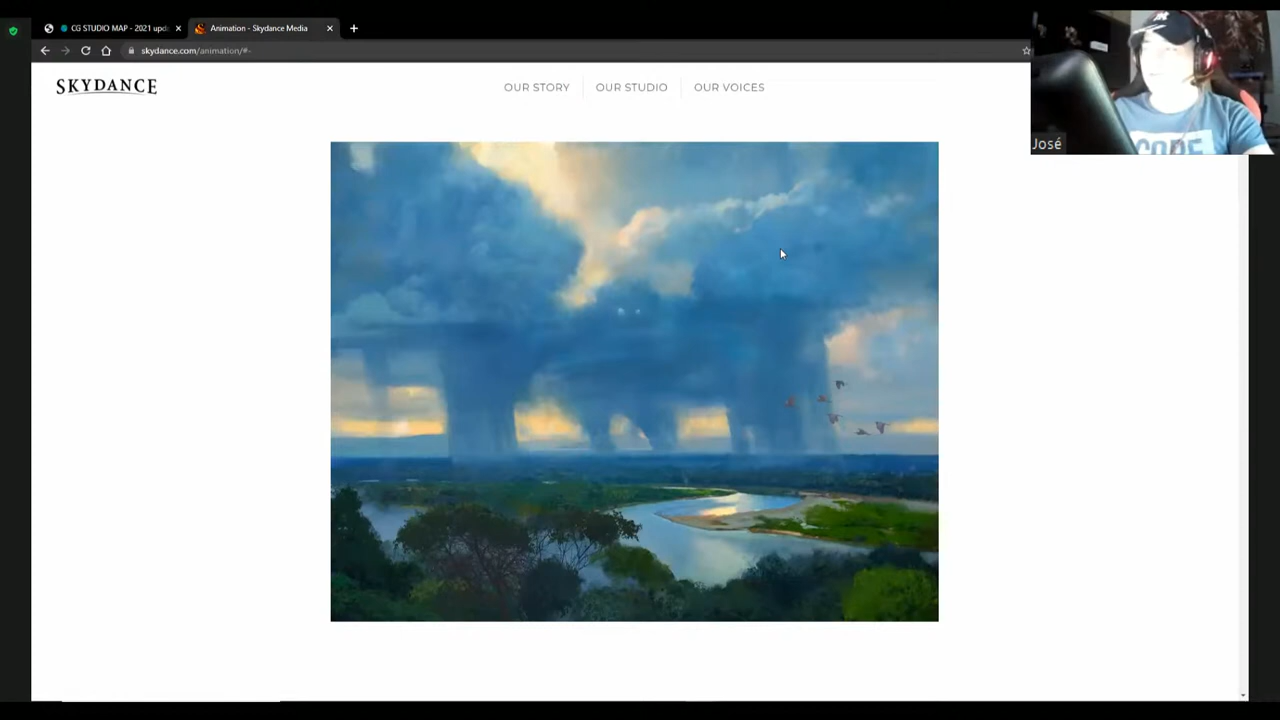 CG STUDIO MAP - 2021 upd
Animation - Skydance Media
skydance.com/animation/#-
SKYDANCE
OUR STORY
OUR STUDIO
OUR VOICES
José
CORE